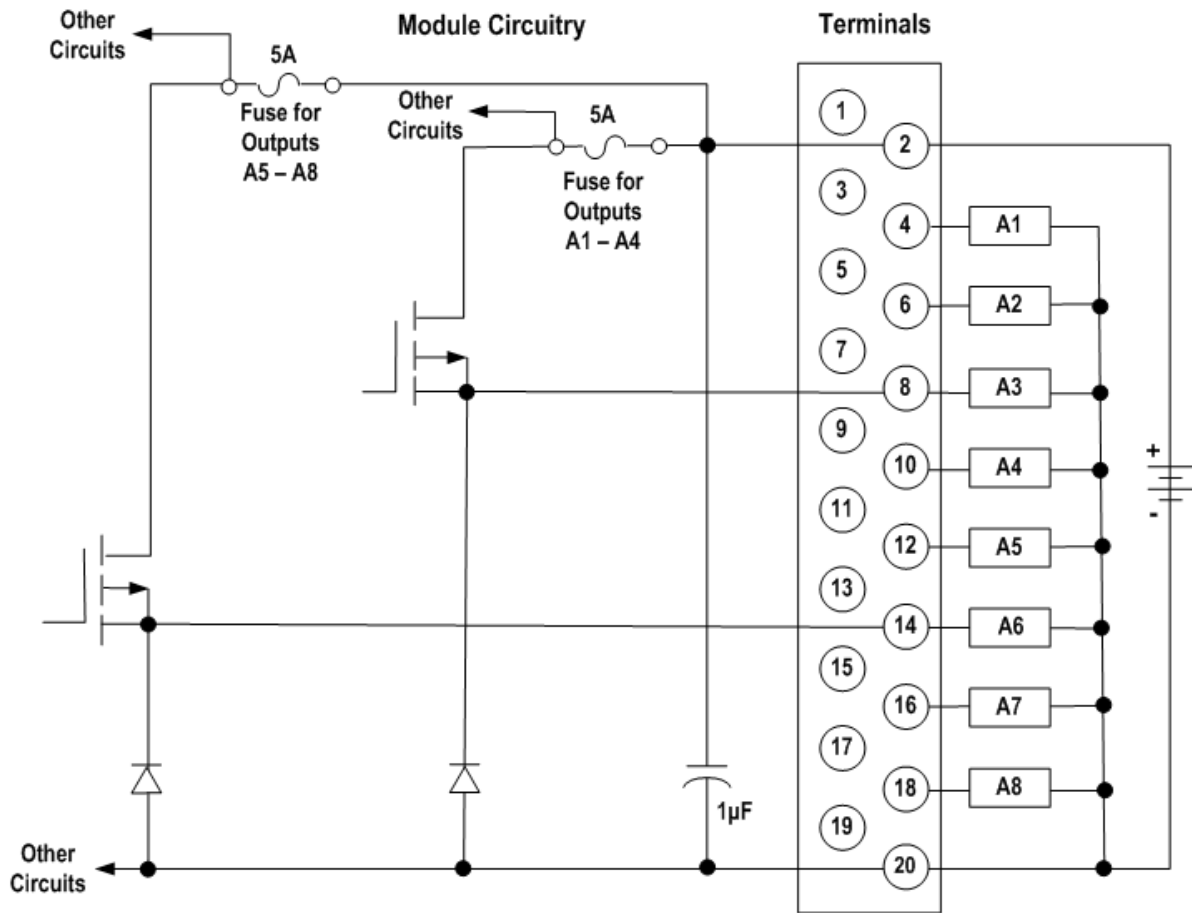 Other
Circuits
Module Circuitry
Terminals
5A
Fuse for
Outputs
A5 – A8
Other
Circuits
5A
Fuse for
Outputs
A1 – A4
1
2
3
4
A1
5
6
A2
7
8
A3
9
10
A4
+
-
11
12
A5
13
14
A6
15
16
A7
17
18
A8
1µF
19
20
Other
Circuits